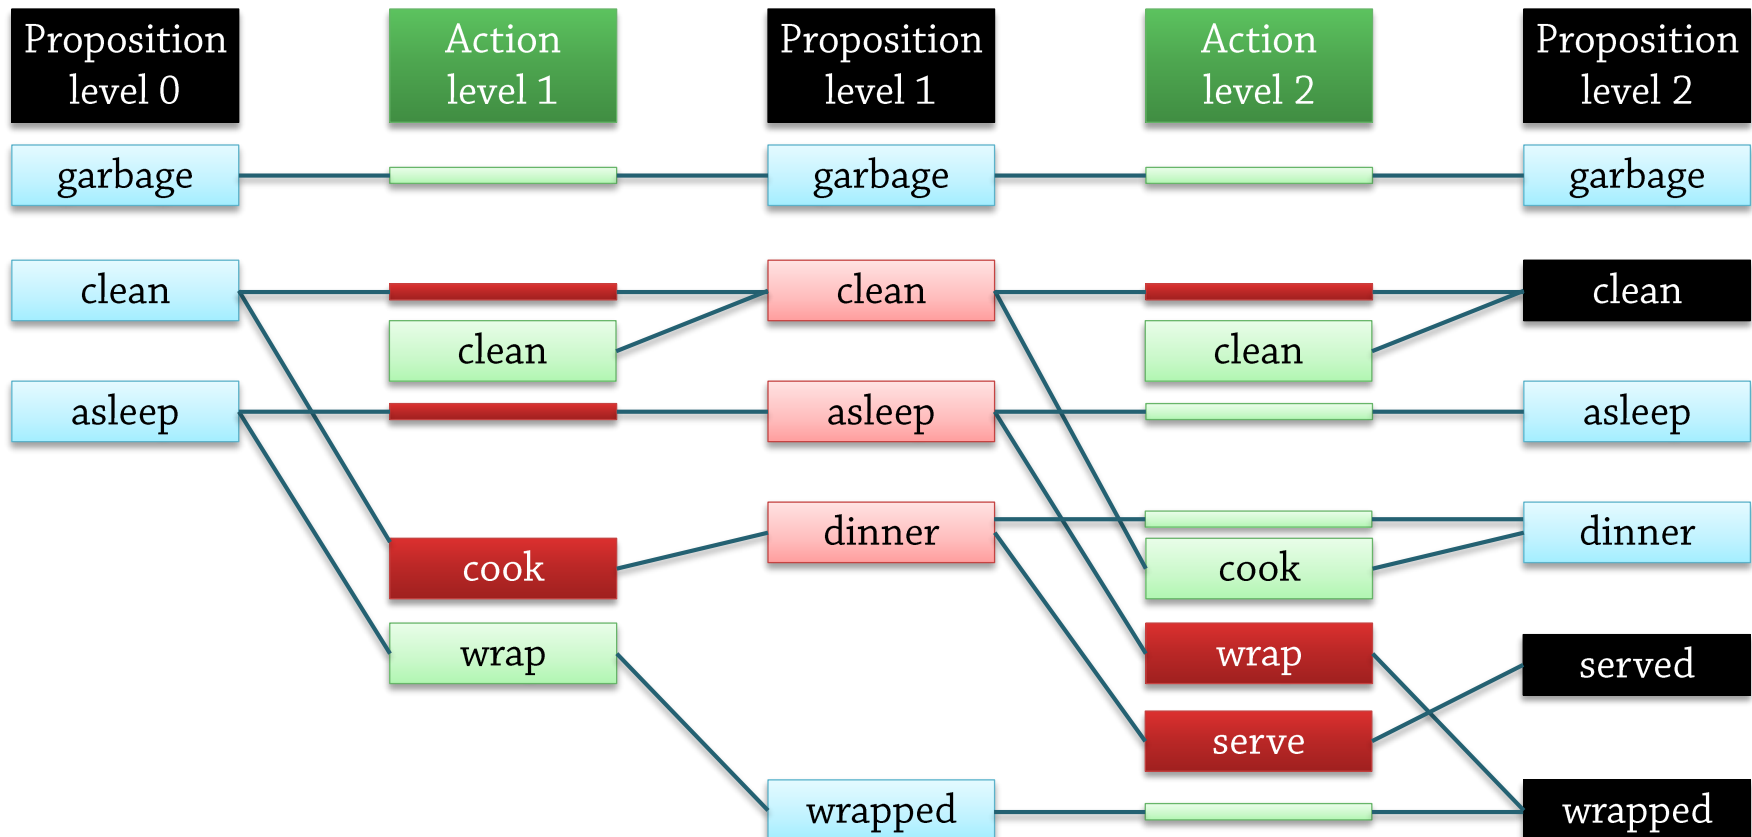 Proposition
level 0
Action
level 1
Proposition
level 1
Action
level 2
Proposition
level 2
garbage
garbage
garbage
clean
clean
clean
clean
clean
asleep
asleep
asleep
dinner
dinner
cook
cook
wrap
wrap
served
serve
wrapped
wrapped